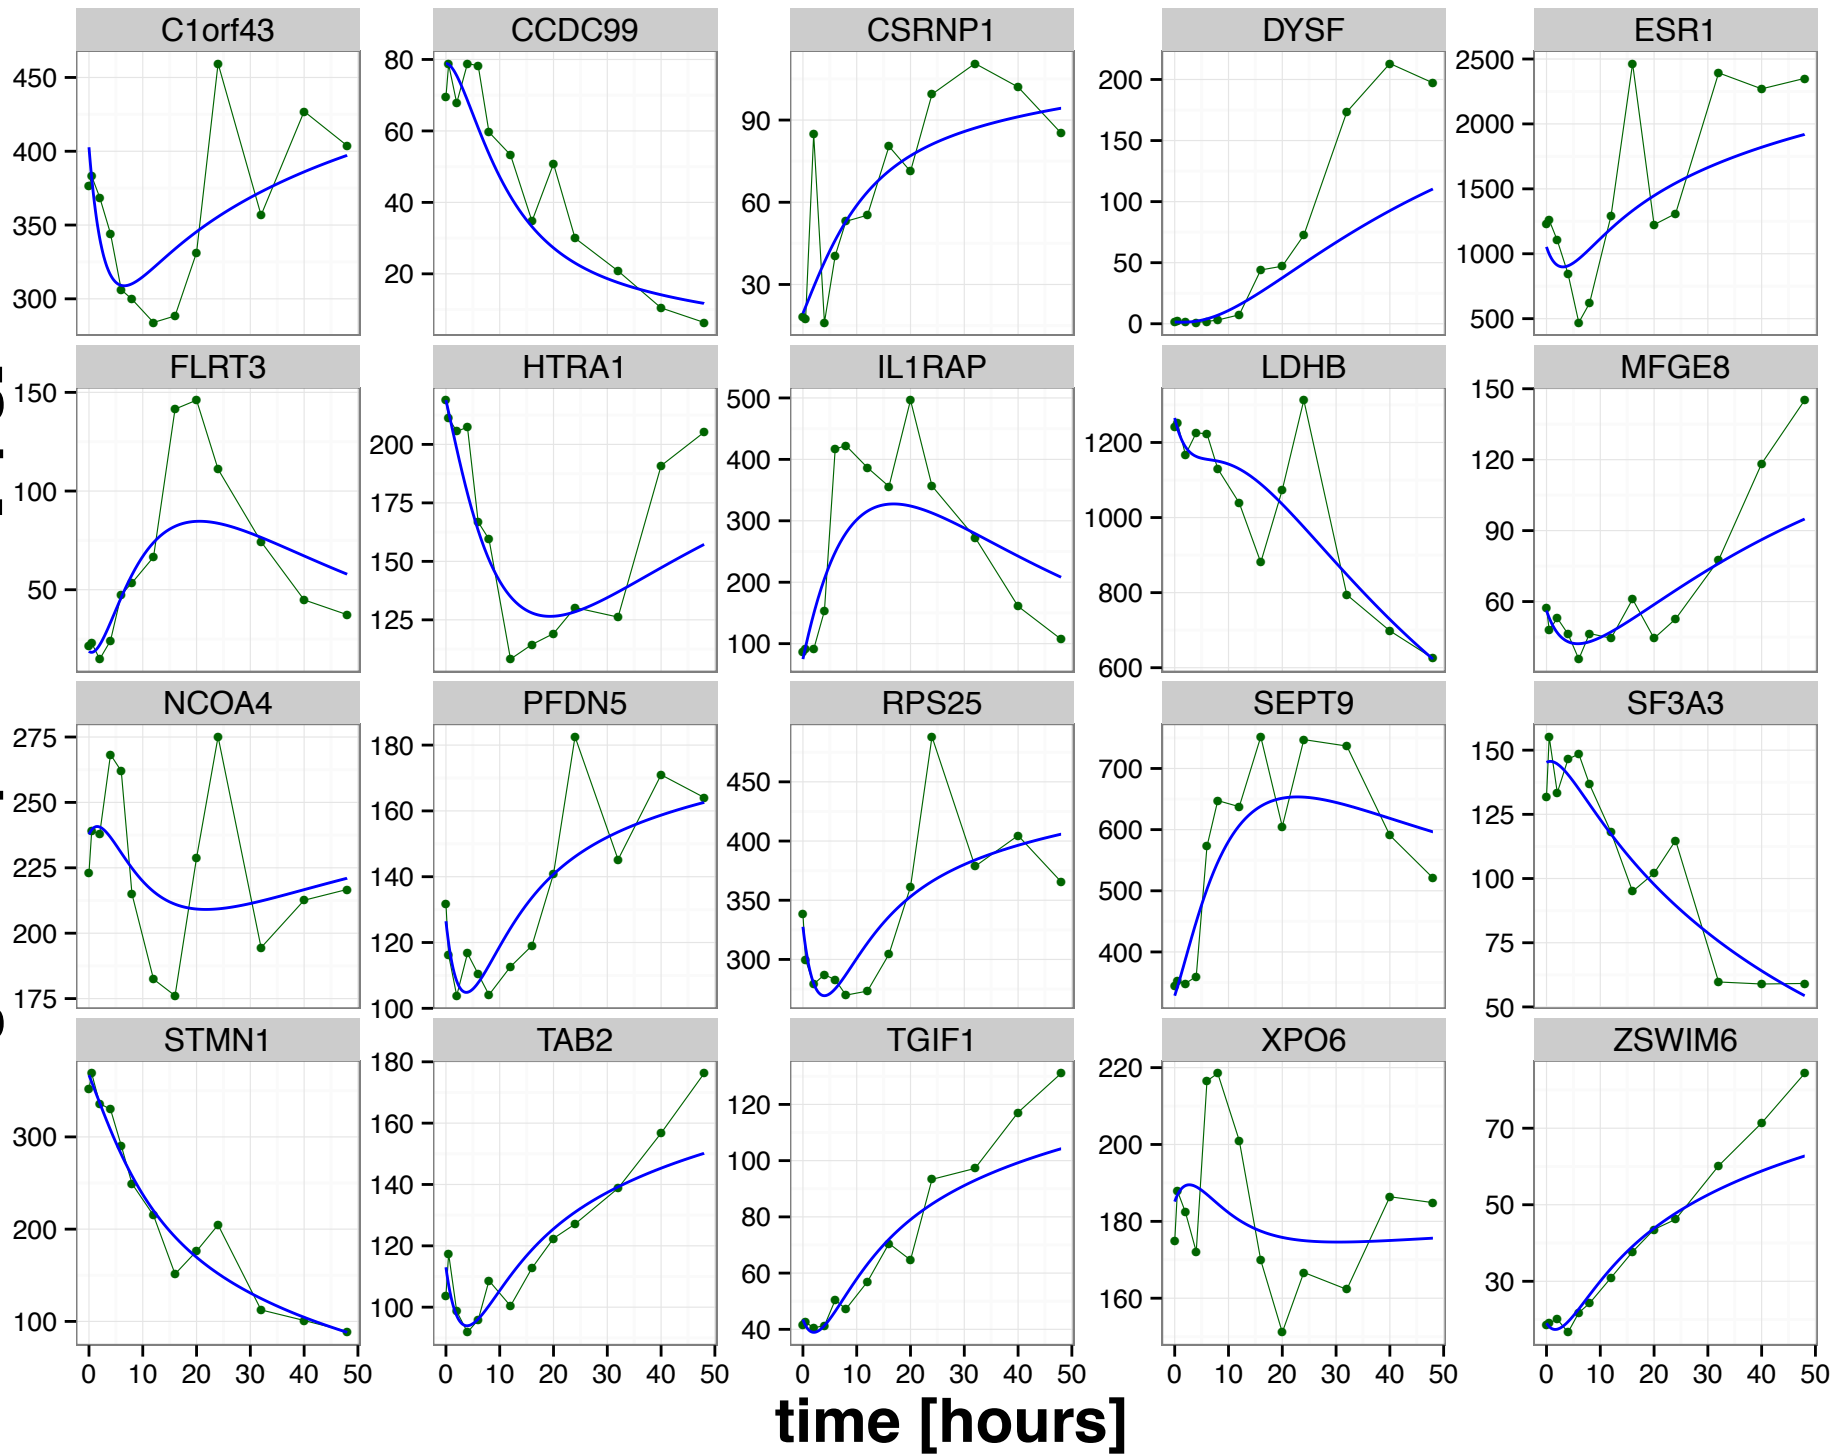 C1orf43 CCDC99 CSRNP1 DYSF ESR1
450 400 350 300
80 60 40 20
90 60 30
200 150 100 50 0
2500 2000 1500 1000 500
FLRT3 HTRA1 IL1RAP LDHB MFGE8
150 100 50
200 175 150 125
500 400 300 200 100
1200 1000 800 600
150 120 90 60
NCOA4 PFDN5 RPS25 SEPT9 SF3A3
275 250 225 200 175
180 160 140 120 100
450 400 350 300
700 600 500 400
150 125 100 75 50
STMN1 TAB2 TGIF1 XPO6 ZSWIM6
300 200 100
180 160 140 120 100
120 100 80 60 40
220 200 180 160
70 50 30
0 10 20 30 40 50 0 10 20 30 40 50 0 10 20 30 40 50 0 10 20 30 40 50 0 10 20 30 40 50
time [hours]